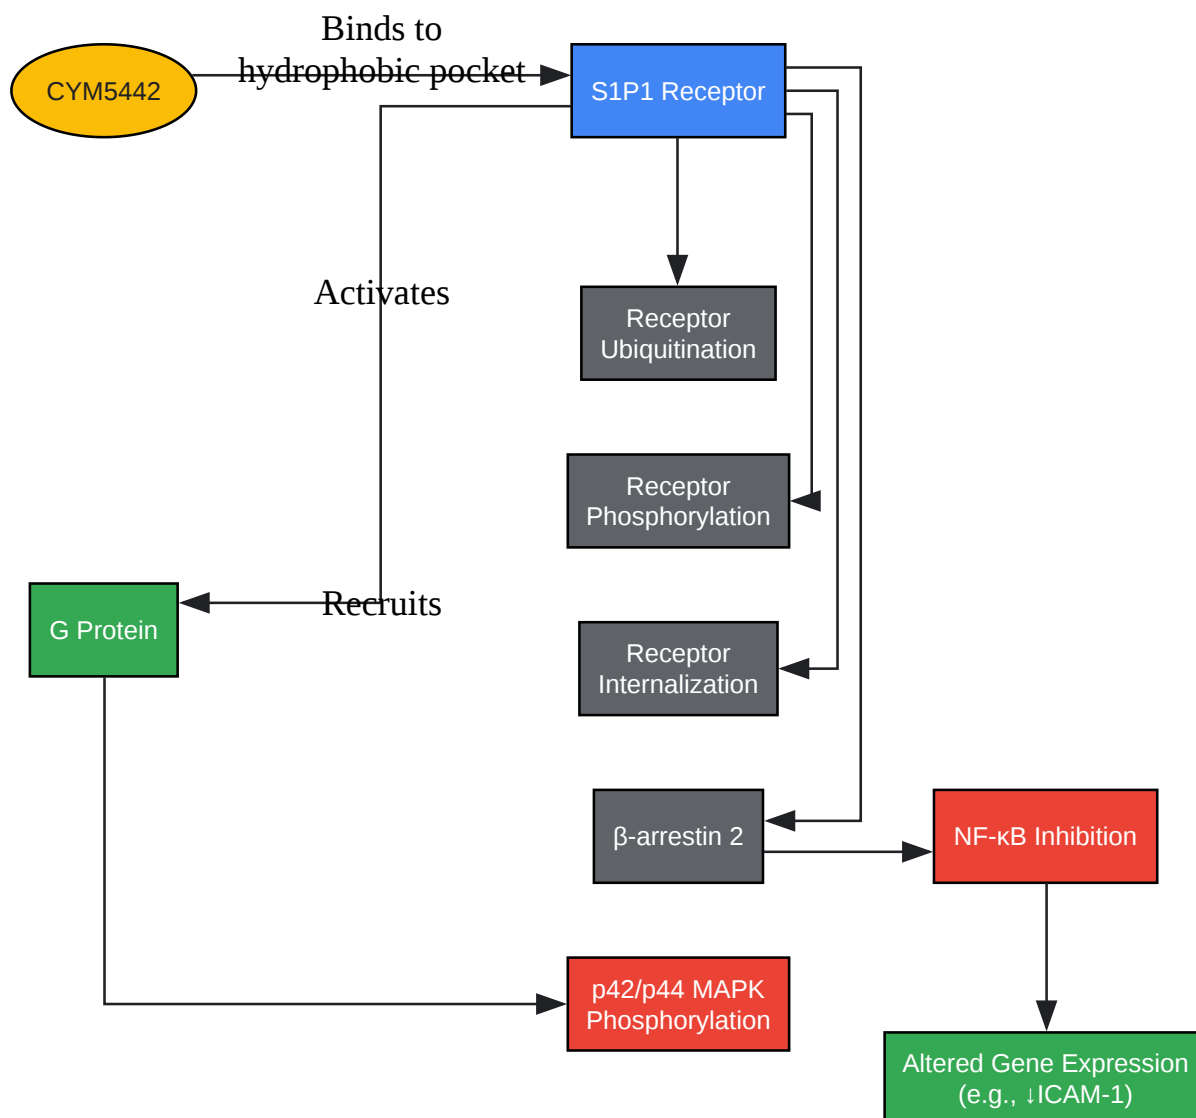 Binds to
hydrophobic pocket
CYM5442
S1P1 Receptor
Activates
Receptor
Ubiquitination
Receptor
Phosphorylation
Recruits
G Protein
Receptor
Internalization
β-arrestin 2
NF-κB Inhibition
p42/p44 MAPK
Phosphorylation
Altered Gene Expression
(e.g., ↓ICAM-1)